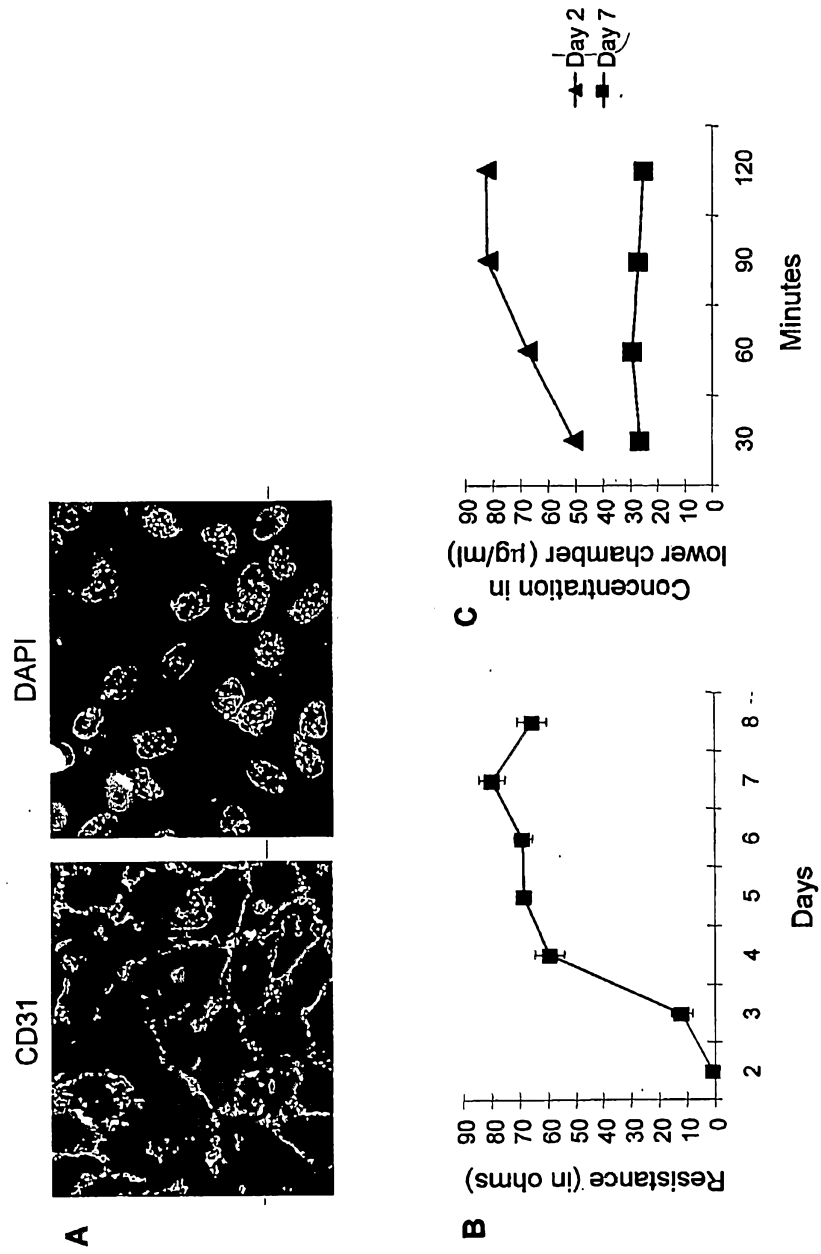 A
CD31
DAPI
B
Resistance (in ohms)
90
80
70
60
50
40
30
20
10
0
2 3 4 5 6 7 8
Days
C
Concentration in
lower chamber (µg/ml)
90
80
70
60
50
40
30
20
10
0
30 60 90 120
Minutes
Day 2
Day 7